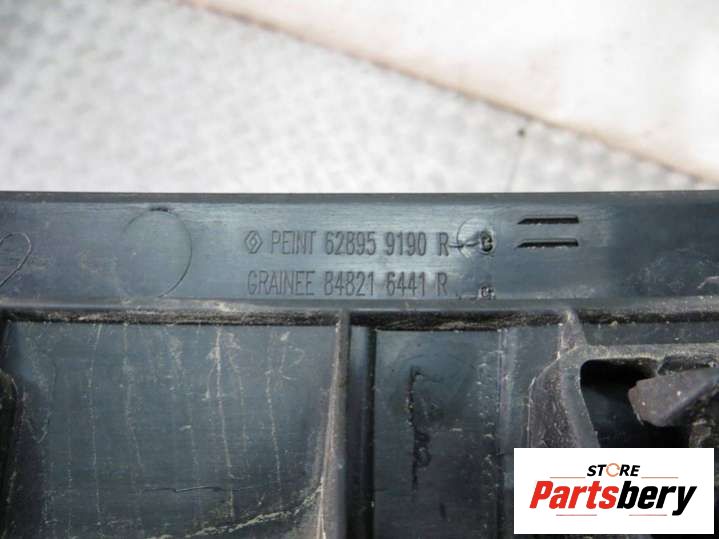 PEINT 62895 9190 R
GRAINEE 84821 6441 R
STORE
Partsbery